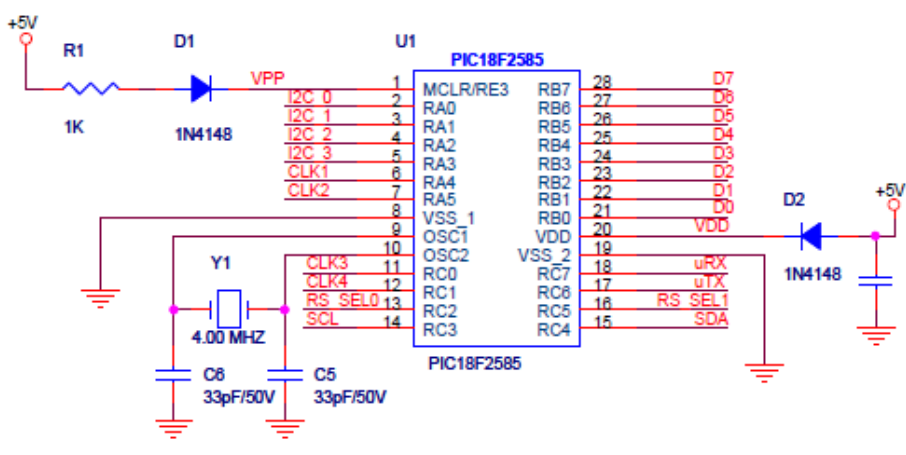 +5V
R1
D1
U1
PIC18F2585
VPP
1K
1N4148
I2C_0
I2C_1
I2C_2
I2C_3
CLK1
CLK2
1 MCLR/RE3 RB7 28 D7
2 RA0 RB6 27 D6
3 RA1 RB5 26 D5
4 RA2 RB4 25 D4
5 RA3 RB3 24 D3
6 RA4 RB2 23 D2
7 RA5 RB1 22 D1
8 VSS_1 RB0 21 D0
9 OSC1 VDD 20 VDD
10 OSC2 VSS_2 19
CLK3 11 RC0 RC7 18 uRX
CLK4 12 RC1 RC6 17 uTX
RS_SEL0 13 RC2 RC5 16 RS_SEL1
SCL 14 RC3 RC4 15 SDA
PIC18F2585
D2
+5V
1N4148
Y1
4.00 MHZ
C6
33pF/50V
C5
33pF/50V